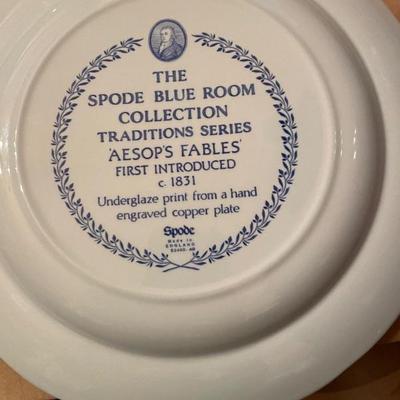 THE
SPODE BLUE ROOM
COLLECTION
TRADITIONS SERIES
'AESOP'S FABLES'
FIRST INTRODUCED
c. 1831
Underglaze print from a hand
engraved copper plate
Spode
Made in
ENGLAND